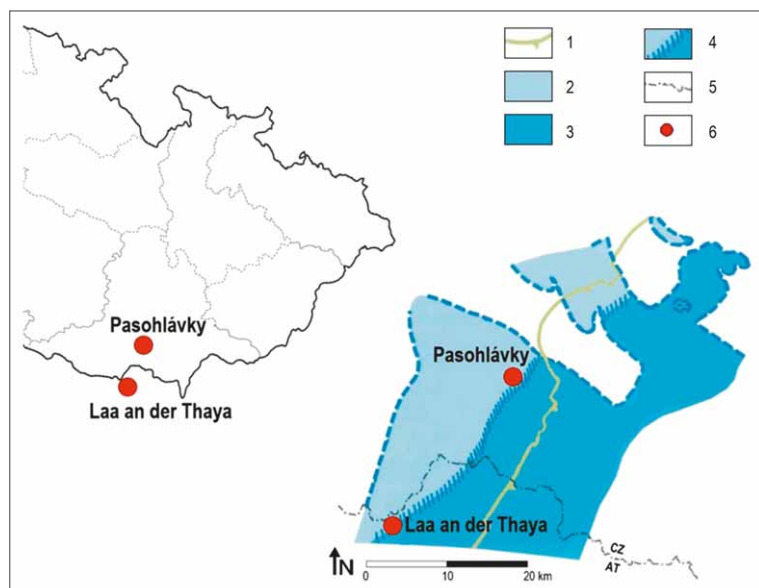 1
4
2
5
3
6
Pasohlávky
Laa an der Thaya
Pasohlávky
Laa an der Thaya
CZ
AT
N
0
10
20 km